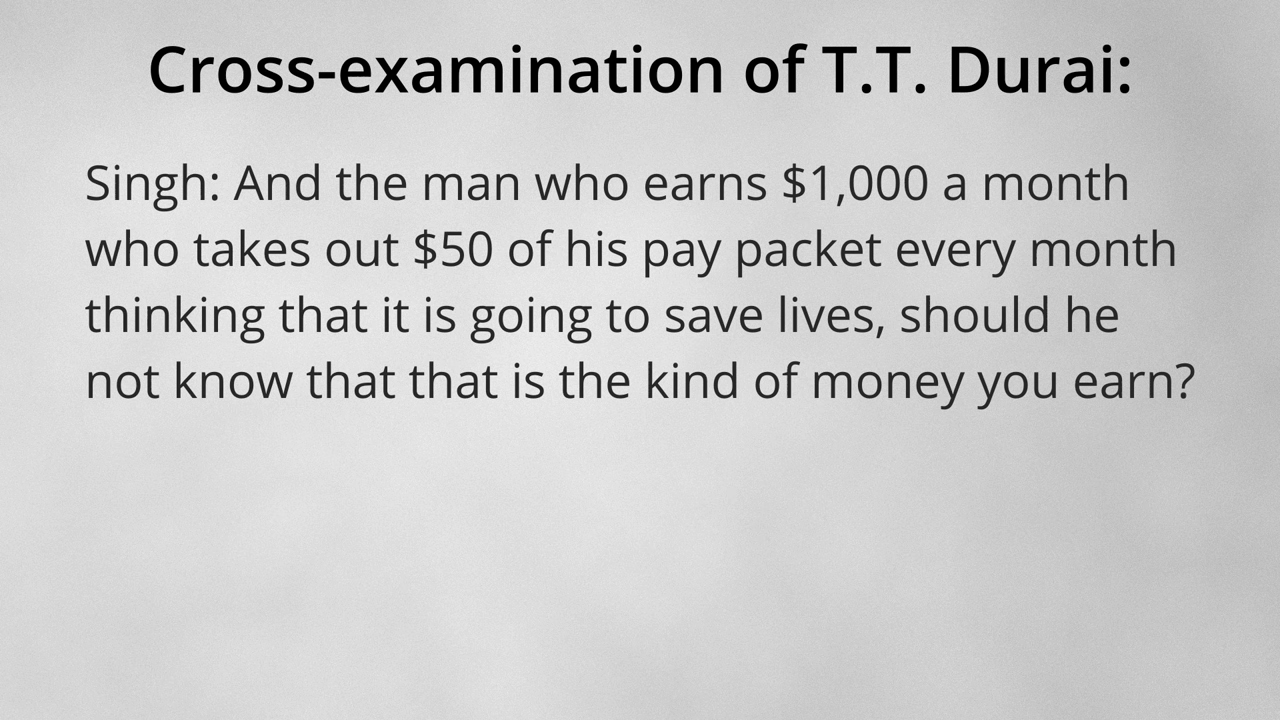 Cross-examination of T.T. Durai:
Singh: And the man who earns $1,000 a month
who takes out $50 of his pay packet every month
thinking that it is going to save lives, should he
not know that that is the kind of money you earn?